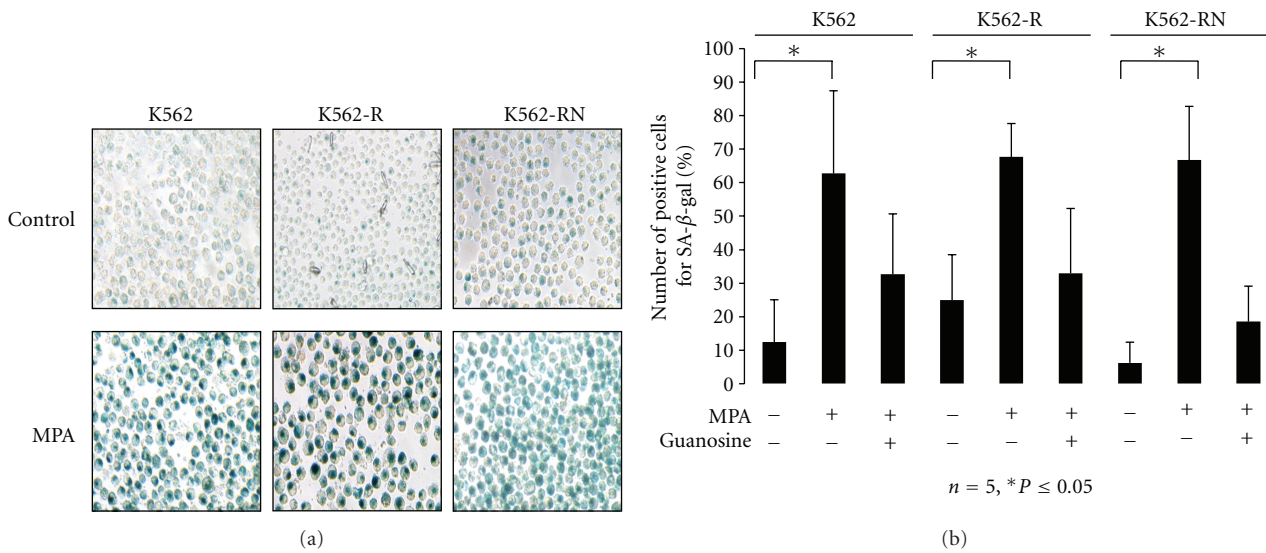 K562
K562-R
K562-RN
Control
MPA
(a)
K562
K562-R
K562-RN
Number of positive cells
for SA-β-gal (%)
100
90
80
70
60
50
40
30
20
10
0
*
*
*
MPA − + + − + + − + +
Guanosine − − + − − + − − +
n = 5, *P ≤ 0.05
(b)